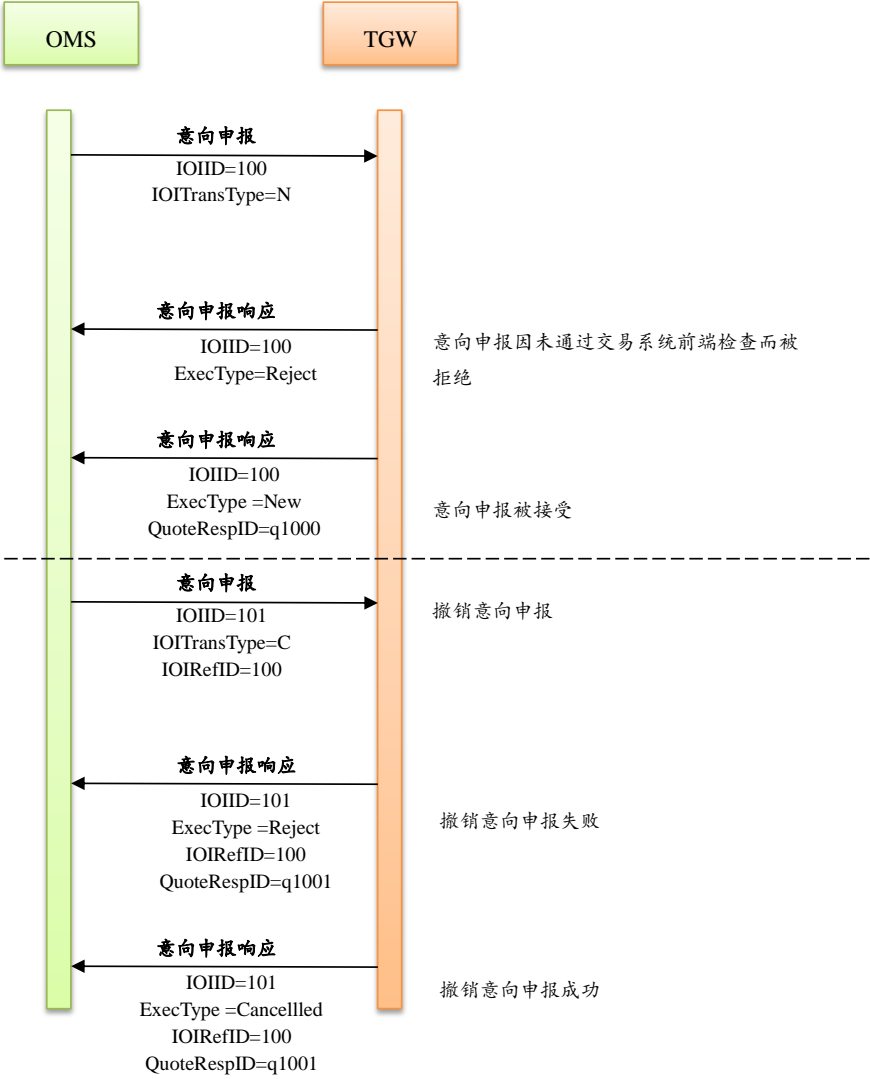 OMS
TGW
意向申报
IOIID=100
IOITransType=N
意向申报响应
IOIID=100
ExecType=Reject
意向申报因未通过交易系统前端检查而被
拒绝
意向申报响应
IOIID=100
ExecType =New
QuoteRespID=q1000
意向申报被接受
意向申报
IOIID=101
IOITransType=C
IOIRefID=100
撤销意向申报
意向申报响应
IOIID=101
ExecType =Reject
IOIRefID=100
QuoteRespID=q1001
撤销意向申报失败
意向申报响应
IOIID=101
ExecType =Cancellled
IOIRefID=100
QuoteRespID=q1001
撤销意向申报成功